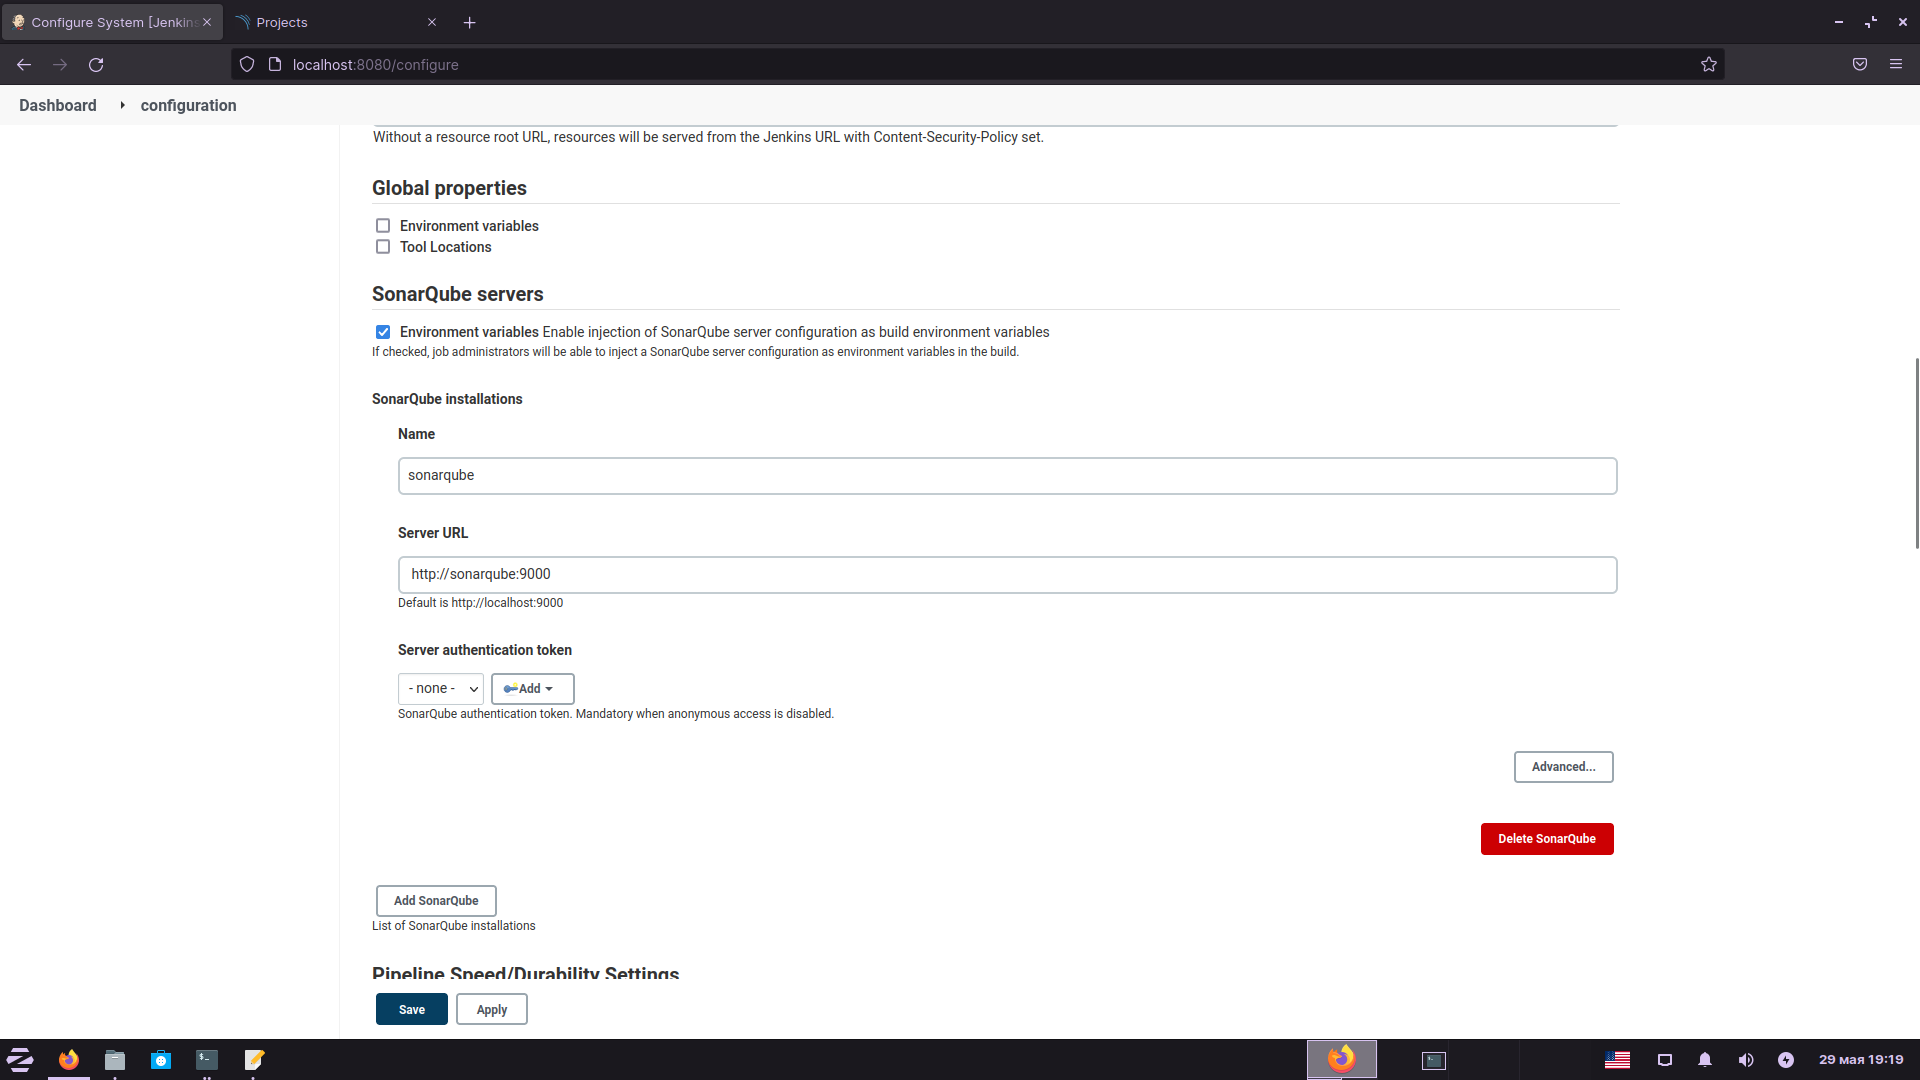 Configure System [Jenkins
Projects
localhost:8080/configure
Dashboard
configuration
Without a resource root URL, resources will be served from the Jenkins URL with Content-Security-Policy set.
Global properties
Environment variables
Tool Locations
SonarQube servers
Environment variables Enable injection of SonarQube server configuration as build environment variables
If checked, job administrators will be able to inject a SonarQube server configuration as environment variables in the build.
SonarQube installations
Name
sonarqube
Server URL
http://sonarqube:9000
Default is http://localhost:9000
Server authentication token
- none -
Add
SonarQube authentication token. Mandatory when anonymous access is disabled.
Advanced...
Delete SonarQube
Add SonarQube
List of SonarQube installations
Pipeline Speed/Durability Settings
Save
Apply
29 мая 19:19